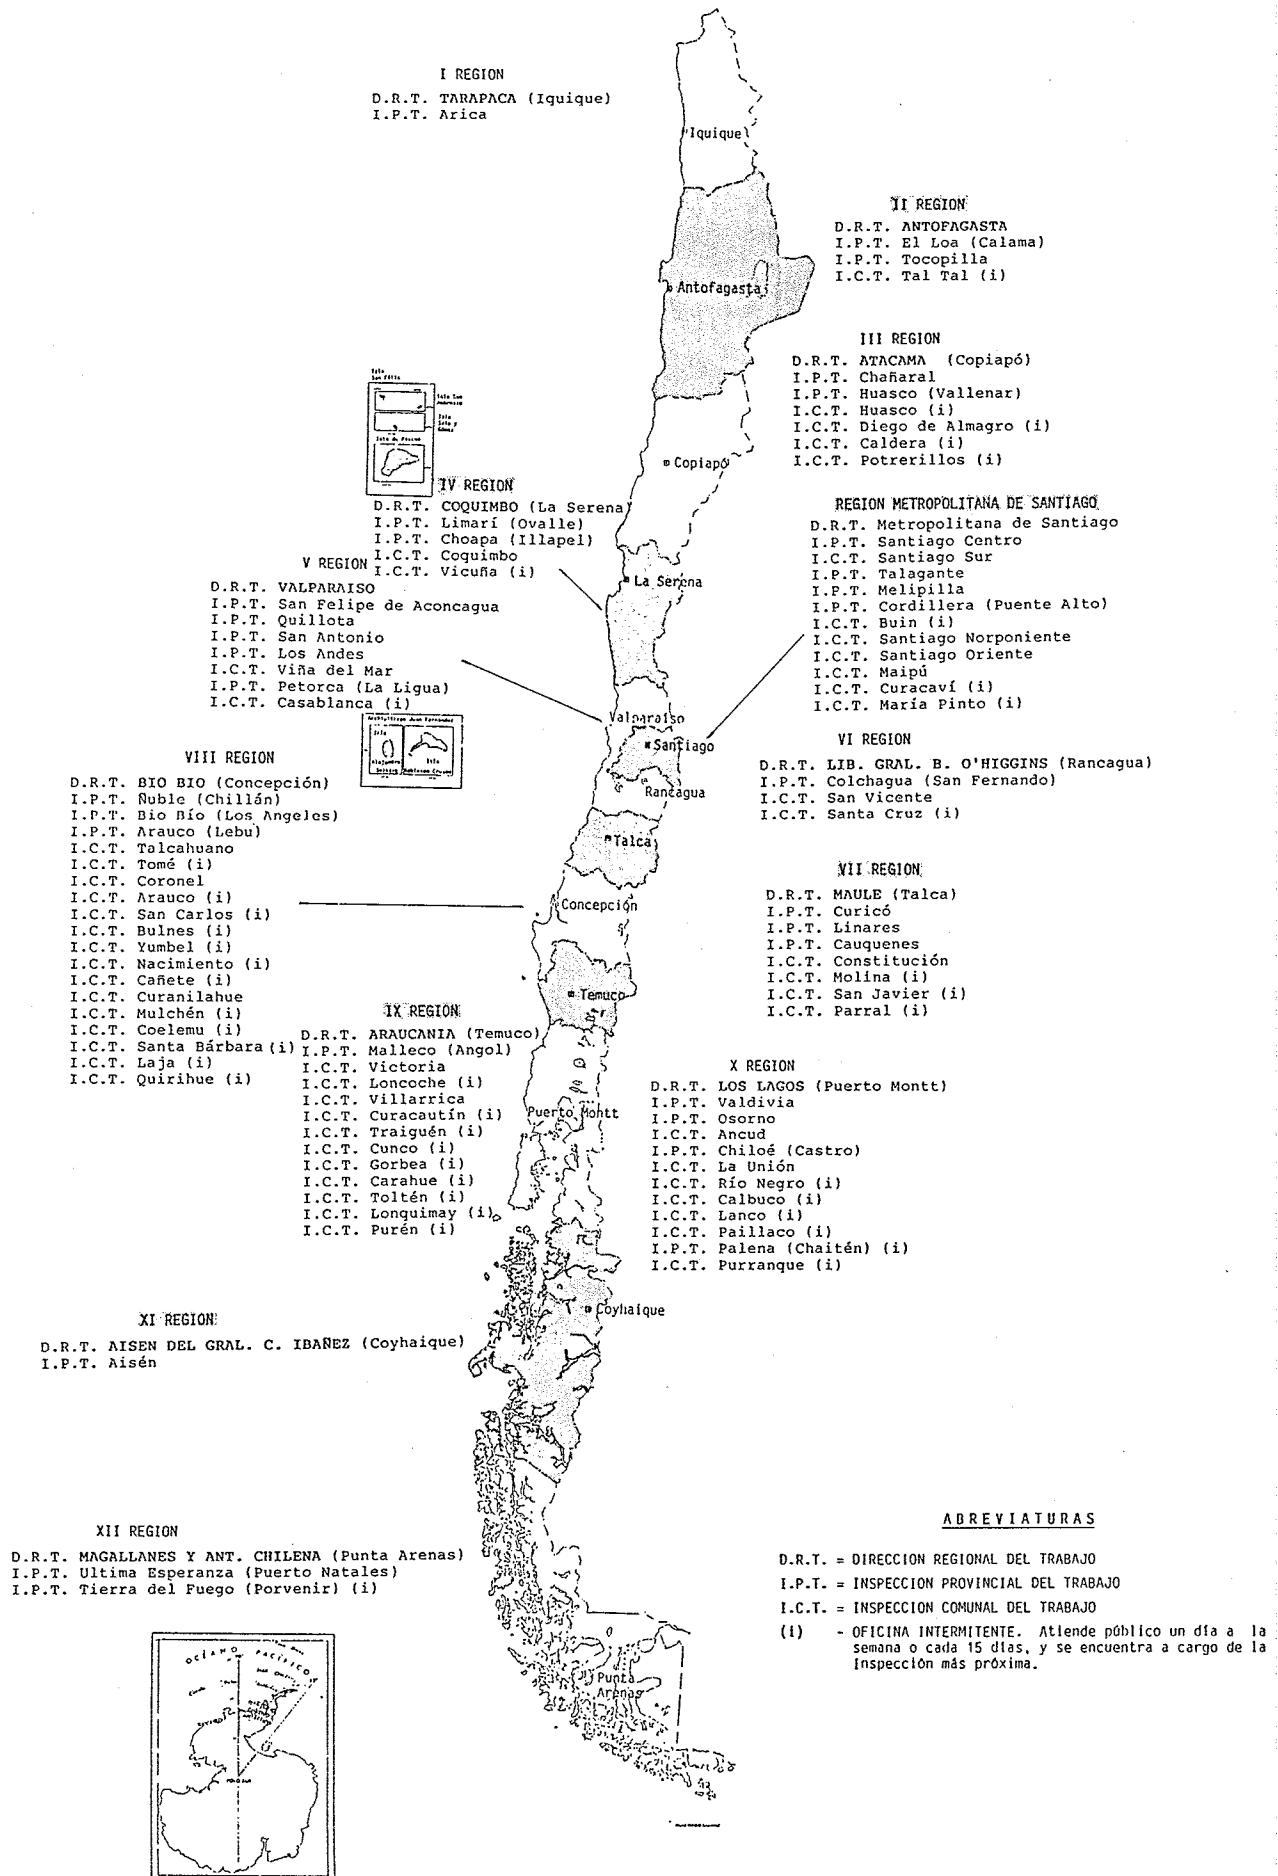 I REGION
D.R.T. TARAPACA (Iquique)
I.P.T. Arica
Iquique
II REGION
D.R.T. ANTOFAGASTA
I.P.T. El Loa (Calama)
I.P.T. Tocopilla
I.C.T. Tal Tal (i)
Antofagasta
III REGION
D.R.T. ATACAMA (Copiapó)
I.P.T. Chañaral
I.P.T. Huasco (Vallenar)
I.C.T. Huasco (i)
I.C.T. Diego de Almagro (i)
I.C.T. Caldera (i)
I.C.T. Potrerillos (i)
Copiapó
IV REGION
D.R.T. COQUIMBO (La Serena)
I.P.T. Limarí (Ovalle)
I.P.T. Choapa (Illapel)
I.C.T. Coquimbo
I.C.T. Vicuña (i)
La Serena
REGION METROPOLITANA DE SANTIAGO
D.R.T. Metropolitana de Santiago
I.P.T. Santiago Centro
I.C.T. Santiago Sur
I.P.T. Talagante
I.P.T. Melipilla
I.P.T. Cordillera (Puente Alto)
I.C.T. Buin (i)
I.C.T. Santiago Norponiente
I.C.T. Santiago Oriente
I.C.T. Maipú
I.C.T. Curacaví (i)
I.C.T. María Pinto (i)
V REGION
D.R.T. VALPARAISO
I.P.T. San Felipe de Aconcagua
I.P.T. Quillota
I.P.T. San Antonio
I.P.T. Los Andes
I.C.T. Viña del Mar
I.P.T. Petorca (La Ligua)
I.C.T. Casablanca (i)
Archipiélago Juan Fernández
Valparaíso
Santiago
Rancagua
VI REGION
D.R.T. LIB. GRAL. B. O'HIGGINS (Rancagua)
I.P.T. Colchagua (San Fernando)
I.C.T. San Vicente
I.C.T. Santa Cruz (i)
Talca
VII REGION
D.R.T. MAULE (Talca)
I.P.T. Curicó
I.P.T. Linares
I.P.T. Cauquenes
I.C.T. Constitución
I.C.T. Molina (i)
I.C.T. San Javier (i)
I.C.T. Parral (i)
VIII REGION
D.R.T. BIO BIO (Concepción)
I.P.T. Ñuble (Chillán)
I.P.T. Bio Bío (Los Angeles)
I.P.T. Arauco (Lebu)
I.C.T. Talcahuano
I.C.T. Tomé (i)
I.C.T. Coronel
I.C.T. Arauco (i)
I.C.T. San Carlos (i)
I.C.T. Bulnes (i)
I.C.T. Yumbel (i)
I.C.T. Nacimiento (i)
I.C.T. Cañete (i)
I.C.T. Curanilahue
I.C.T. Mulchén (i)
I.C.T. Coelemu (i)
I.C.T. Santa Bárbara (i)
I.C.T. Laja (i)
I.C.T. Quirihue (i)
Concepción
Temuco
IX REGION
D.R.T. ARAUCANIA (Temuco)
I.P.T. Malleco (Angol)
I.C.T. Victoria
I.C.T. Loncoche (i)
I.C.T. Villarrica
I.C.T. Curacautín (i)
I.C.T. Traiguén (i)
I.C.T. Cunco (i)
I.C.T. Gorbea (i)
I.C.T. Carahue (i)
I.C.T. Toltén (i)
I.C.T. Lonquimay (i)
I.C.T. Purén (i)
Puerto Montt
X REGION
D.R.T. LOS LAGOS (Puerto Montt)
I.P.T. Valdivia
I.P.T. Osorno
I.C.T. Ancud
I.P.T. Chiloé (Castro)
I.C.T. La Unión
I.C.T. Río Negro (i)
I.C.T. Calbuco (i)
I.C.T. Lanco (i)
I.C.T. Paillaco (i)
I.P.T. Palena (Chaitén) (i)
I.C.T. Purranque (i)
Coyhaique
XI REGION
D.R.T. AISEN DEL GRAL. C. IBAÑEZ (Coyhaique)
I.P.T. Aisén
XII REGION
D.R.T. MAGALLANES Y ANT. CHILENA (Punta Arenas)
I.P.T. Ultima Esperanza (Puerto Natales)
I.P.T. Tierra del Fuego (Porvenir) (i)
Punta
Arenas
OCÉANO PACÍFICO
POLO SUR
ABREVIATURAS
D.R.T. = DIRECCION REGIONAL DEL TRABAJO
I.P.T. = INSPECCION PROVINCIAL DEL TRABAJO
I.C.T. = INSPECCION COMUNAL DEL TRABAJO
(i) - OFICINA INTERMITENTE. Atiende público un día a la
semana o cada 15 días, y se encuentra a cargo de la
Inspección más próxima.